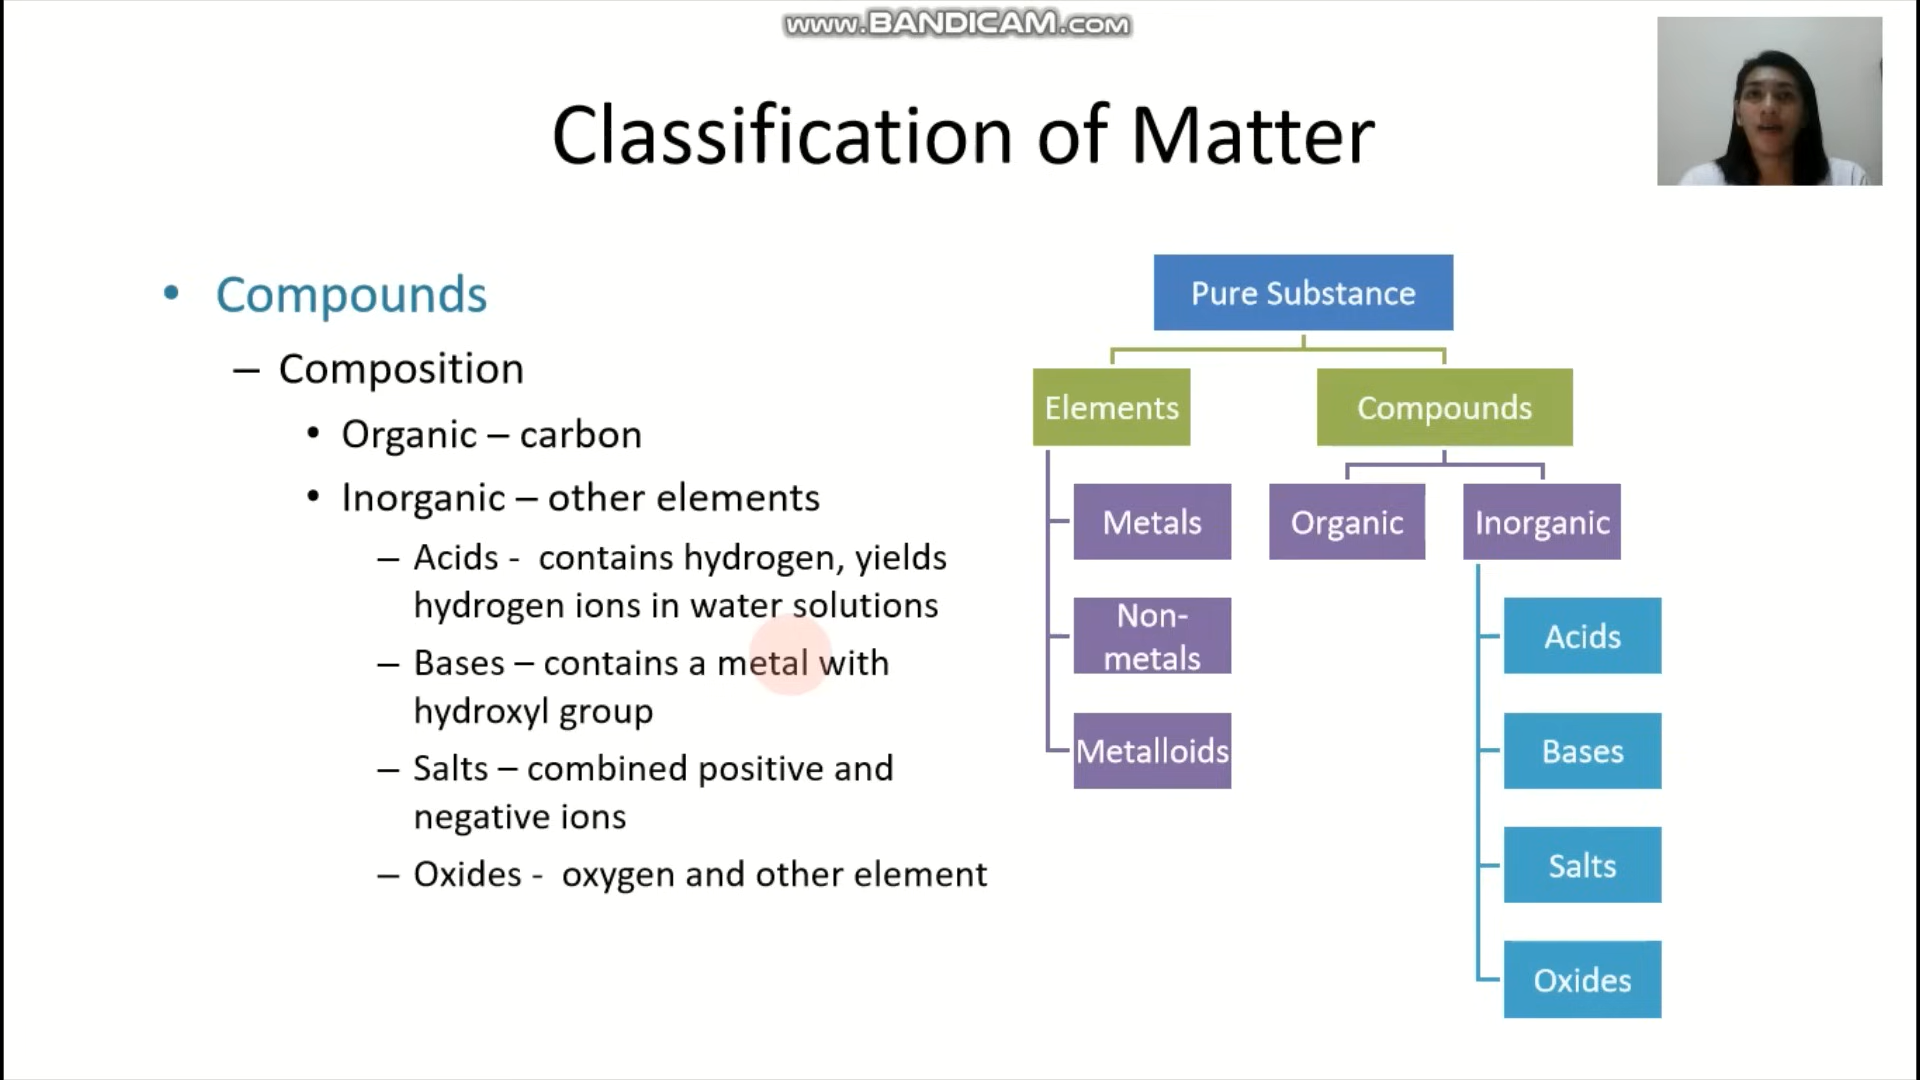 www.BANDICAM.com
Classification of Matter
• Compounds
– Composition
• Organic – carbon
• Inorganic – other elements
– Acids -  contains hydrogen, yields
hydrogen ions in water solutions
– Bases – contains a metal with
hydroxyl group
– Salts – combined positive and
negative ions
– Oxides -  oxygen and other element
Pure Substance
Elements
Compounds
Metals
Organic
Inorganic
Non-
metals
Acids
Metalloids
Bases
Salts
Oxides